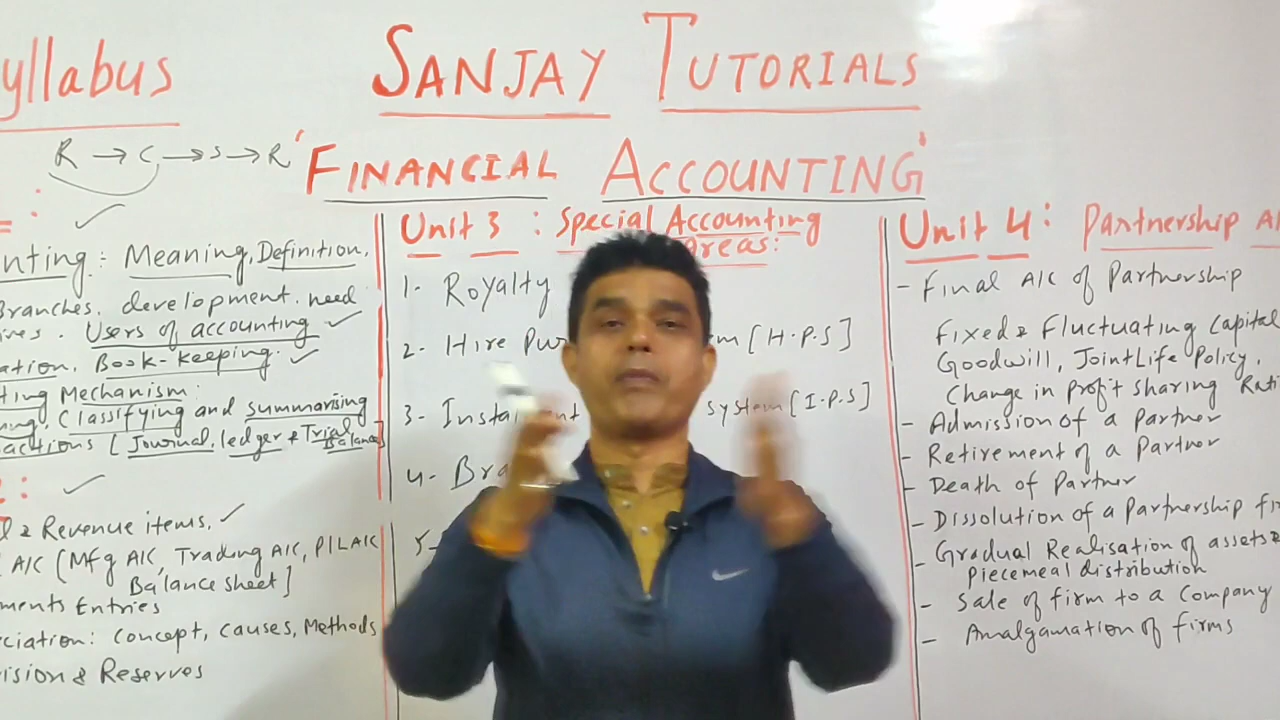 yllabus
SANJAY TUTORIALS
R → C → S → R
'FINANCIAL ACCOUNTING'
nting : Meaning, Definition,
Branches, development, need
ives. Users of accounting
ation, Book-keeping.
ting Mechanism:
Classifying and summarising
actions [Journal, ledger & Trial
Balance]
& Revenue items.
A/C [Mfg A/C, Trading A/C, P/L A/C
Balance sheet]
ments Entries
ciation: Concept, Causes, Methods
ision & Reserves
Unit 3 : Special Accounting
areas:
1. Royalty
2. Hire Pur m [H.P.S]
3. Instal ent system [I.P.S]
4. Bra
5-
Unit 4 : Partnership A
- Final A/C of Partnership
Fixed & Fluctuating Capital
Goodwill, Joint Life Policy,
Change in profit sharing Rati
- Admission of a Partner
- Retirement of a Partner
- Death of Partner
- Dissolution of a Partnership fi
- Gradual Realisation of assets &
piecemeal distribution
- Sale of firm to a Company
- Amalgamation of firms